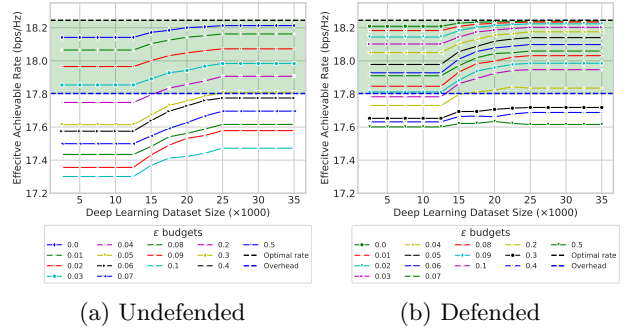 18.2
18.0
17.8
17.6
17.4
17.2
Effecitve Achievable Rate (bps/Hz)
5 10 15 20 25 30 35
Deep Learning Dataset Size (×1000)
ε budgets
0.0 0.04 0.08 0.2 0.5
0.01 0.05 0.09 0.3 Optimal rate
0.02 0.06 0.1 0.4 Overhead
0.03 0.07
(a) Undefended
18.2
18.0
17.8
17.6
17.4
17.2
Effecitve Achievable Rate (bps/Hz)
5 10 15 20 25 30 35
Deep Learning Dataset Size (×1000)
ε budgets
0.0 0.04 0.08 0.2 0.5
0.01 0.05 0.09 0.3 Optimal rate
0.02 0.06 0.1 0.4 Overhead
0.03 0.07
(b) Defended